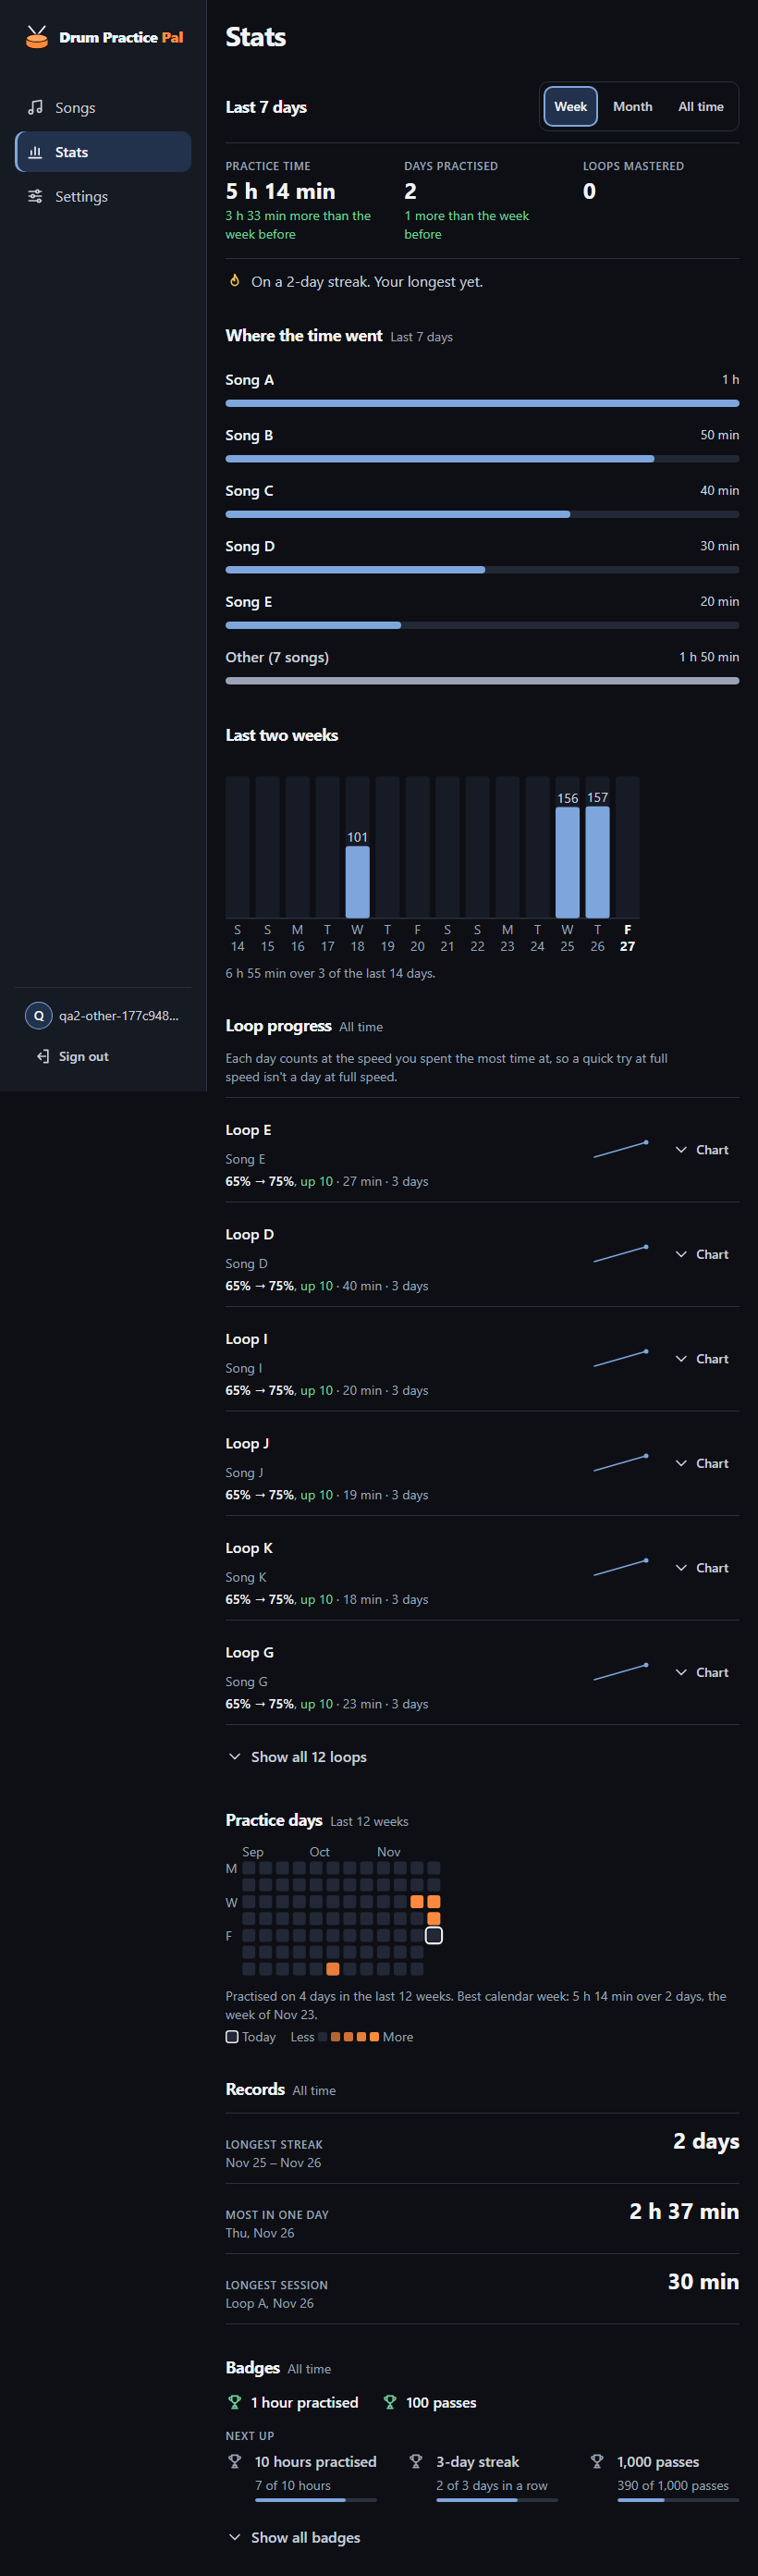 Drum Practice Pal
Songs
Stats
Settings
qa2-other-177c948...
Sign out
Stats
Last 7 days
Week Month All time
PRACTICE TIME
5 h 14 min
3 h 33 min more than the
week before
DAYS PRACTISED
2
1 more than the week
before
LOOPS MASTERED
0
On a 2-day streak. Your longest yet.
Where the time went Last 7 days
Song A 1 h
Song B 50 min
Song C 40 min
Song D 30 min
Song E 20 min
Other (7 songs) 1 h 50 min
Last two weeks
101 156 157
S S M T W T F S S M T W T F
14 15 16 17 18 19 20 21 22 23 24 25 26 27
6 h 55 min over 3 of the last 14 days.
Loop progress All time
Each day counts at the speed you spent the most time at, so a quick try at full
speed isn't a day at full speed.
Loop E
Song E
65% → 75%, up 10 · 27 min · 3 days
Chart
Loop D
Song D
65% → 75%, up 10 · 40 min · 3 days
Chart
Loop I
Song I
65% → 75%, up 10 · 20 min · 3 days
Chart
Loop J
Song J
65% → 75%, up 10 · 19 min · 3 days
Chart
Loop K
Song K
65% → 75%, up 10 · 18 min · 3 days
Chart
Loop G
Song G
65% → 75%, up 10 · 23 min · 3 days
Chart
Show all 12 loops
Practice days Last 12 weeks
Sep Oct Nov
M
W
F
Practised on 4 days in the last 12 weeks. Best calendar week: 5 h 14 min over 2 days, the
week of Nov 23.
Today Less More
Records All time
LONGEST STREAK
Nov 25 – Nov 26
2 days
MOST IN ONE DAY
Thu, Nov 26
2 h 37 min
LONGEST SESSION
Loop A, Nov 26
30 min
Badges All time
1 hour practised 100 passes
NEXT UP
10 hours practised
7 of 10 hours
3-day streak
2 of 3 days in a row
1,000 passes
390 of 1,000 passes
Show all badges